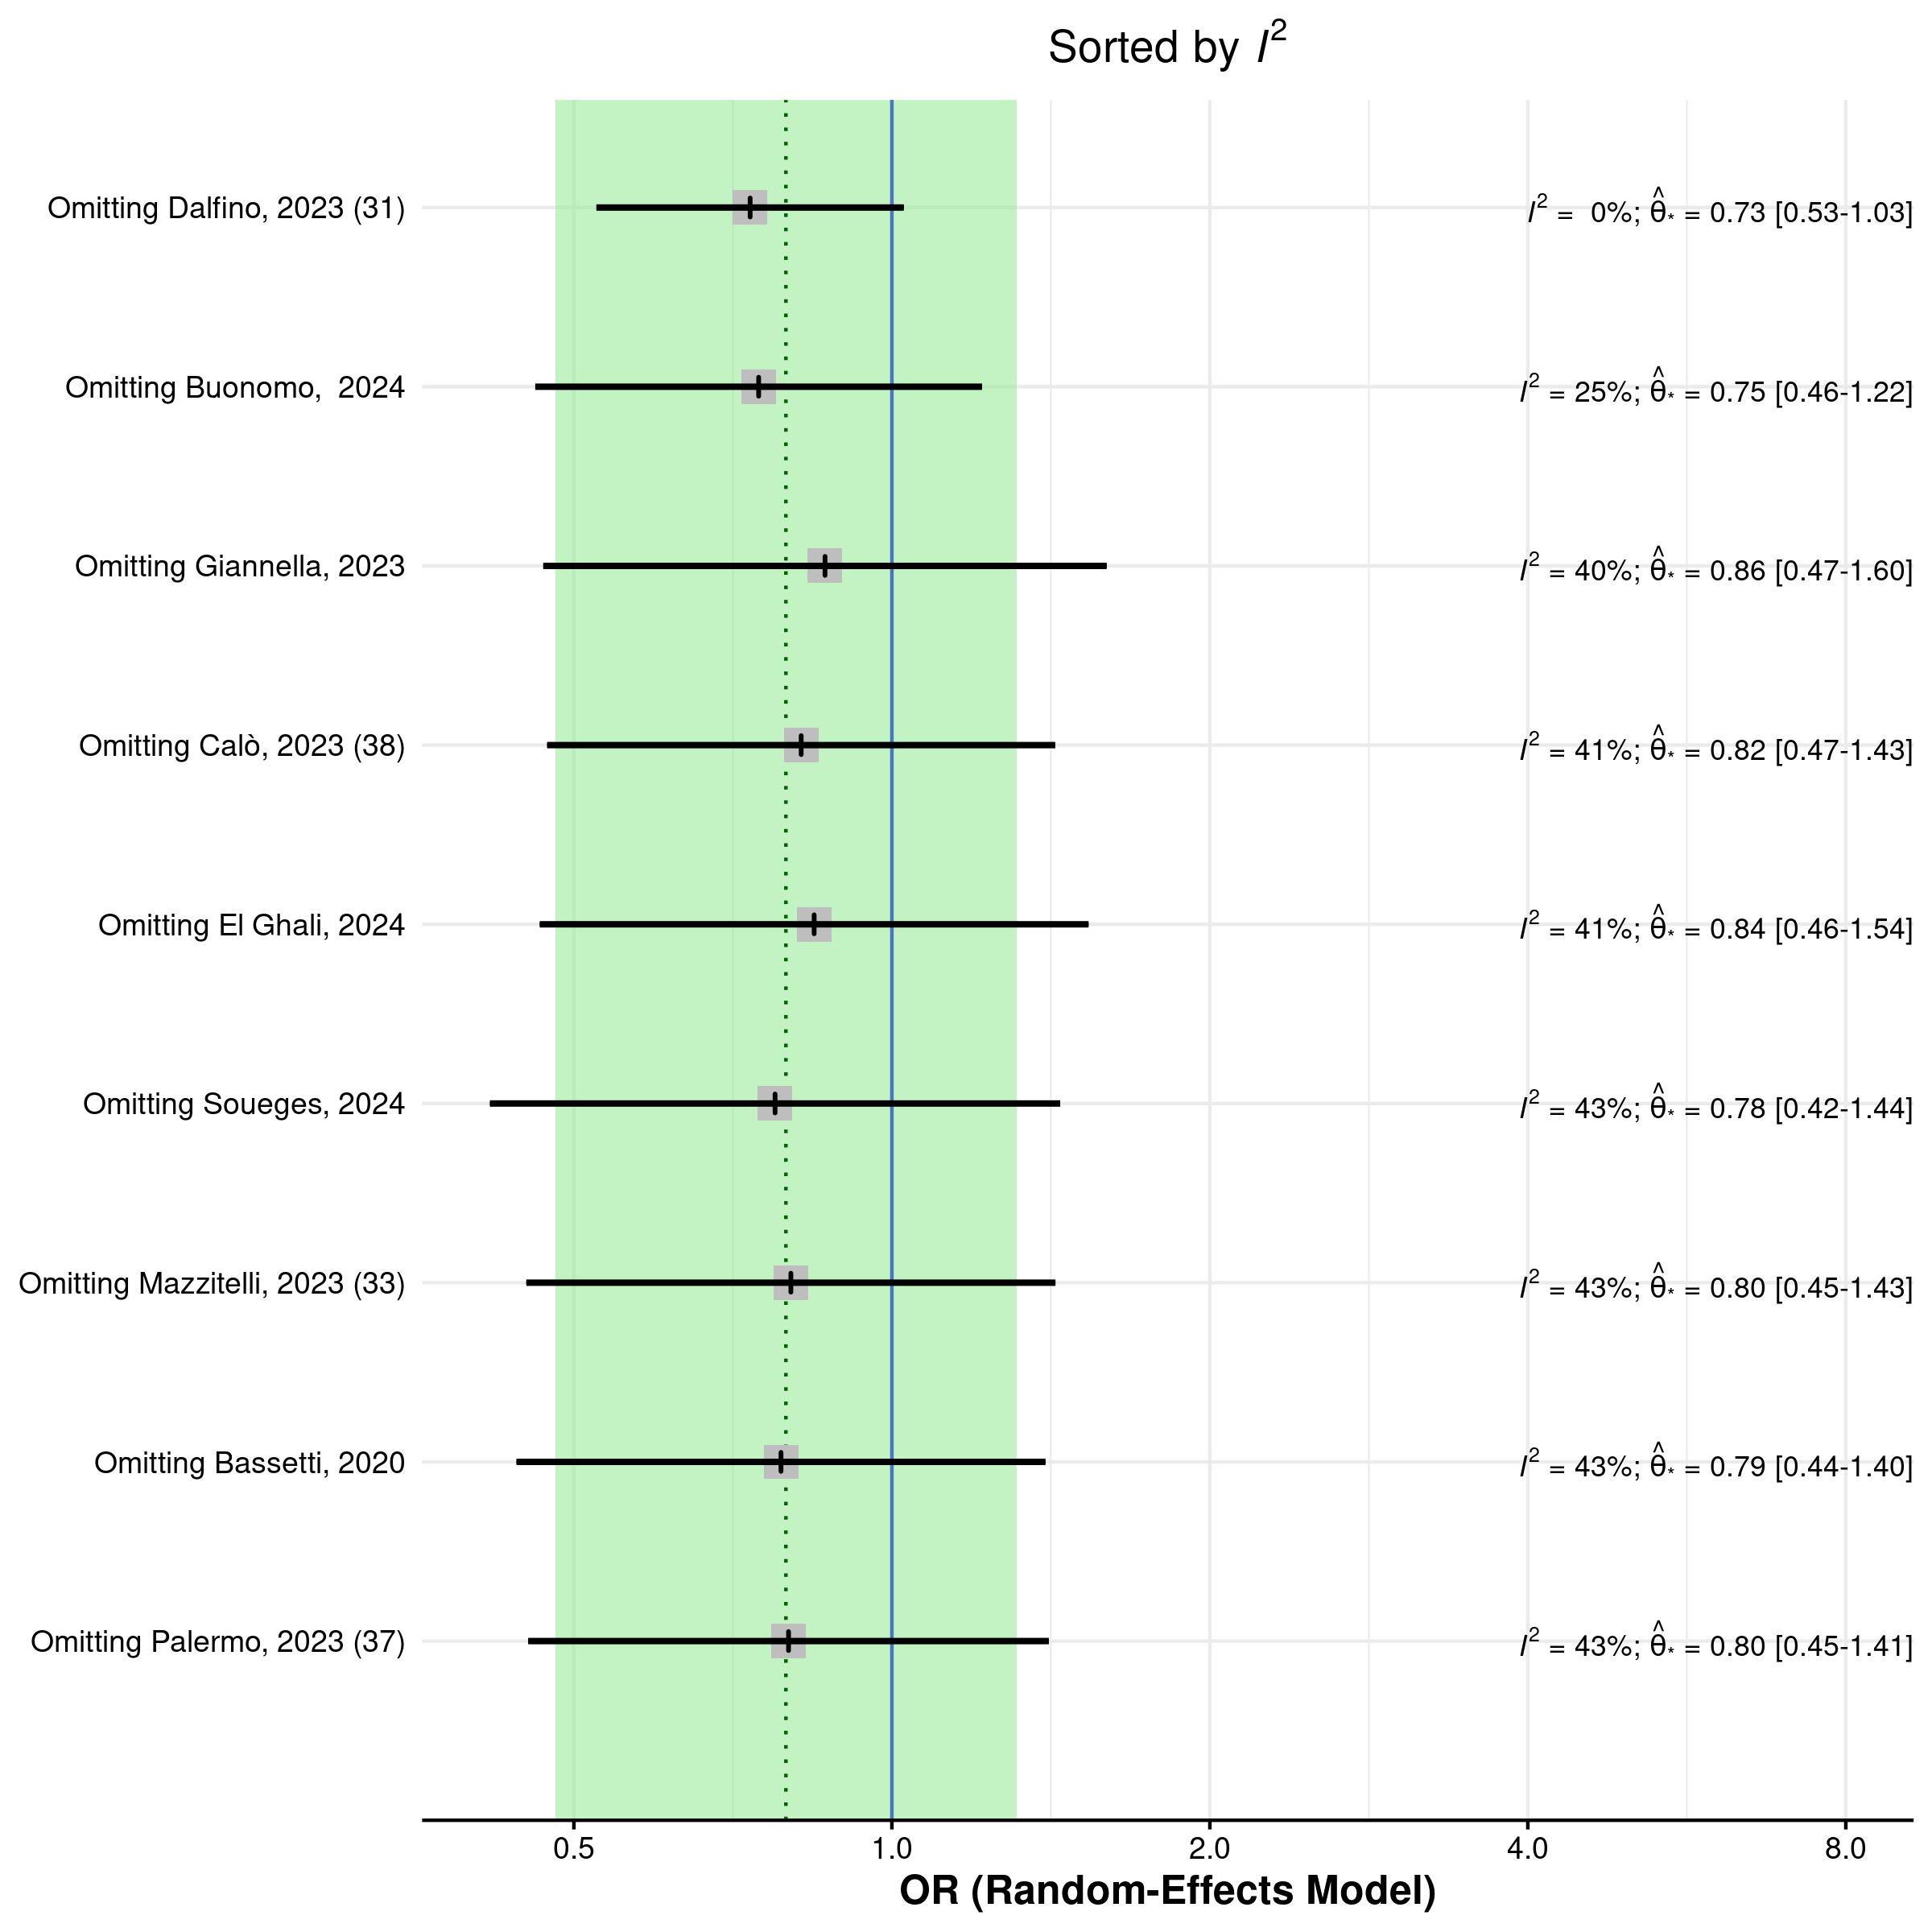 Sorted by I²
Omitting Dalfino, 2023 (31) I² = 0%; θ̂* = 0.73 [0.53-1.03]
Omitting Buonomo, 2024 I² = 25%; θ̂* = 0.75 [0.46-1.22]
Omitting Giannella, 2023 I² = 40%; θ̂* = 0.86 [0.47-1.60]
Omitting Calò, 2023 (38) I² = 41%; θ̂* = 0.82 [0.47-1.43]
Omitting El Ghali, 2024 I² = 41%; θ̂* = 0.84 [0.46-1.54]
Omitting Soueges, 2024 I² = 43%; θ̂* = 0.78 [0.42-1.44]
Omitting Mazzitelli, 2023 (33) I² = 43%; θ̂* = 0.80 [0.45-1.43]
Omitting Bassetti, 2020 I² = 43%; θ̂* = 0.79 [0.44-1.40]
Omitting Palermo, 2023 (37) I² = 43%; θ̂* = 0.80 [0.45-1.41]
0.5 1.0 2.0 4.0 8.0
OR (Random-Effects Model)